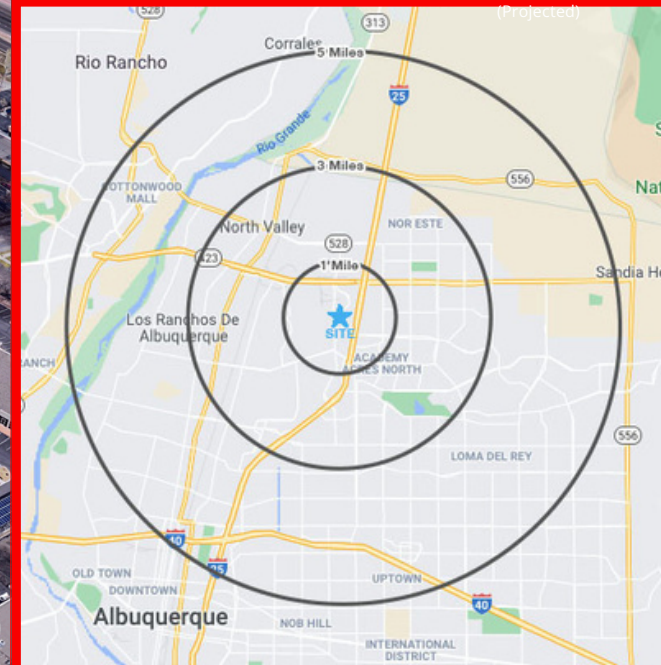 (Projected)
528
313
Corrales
5 Miles
Rio Rancho
25
Rio Grande
3 Miles
556
COTTONWOOD
MALL
Nat
North Valley
NOR ESTE
528
423
1 Mile
Sandia He
Los Ranchos De
Albuquerque
SITE
ACADEMY
ACRES NORTH
RANCH
556
LOMA DEL REY
40
25
OLD TOWN
UPTOWN
DOWNTOWN
40
Albuquerque
NOB HILL
INTERNATIONAL
DISTRICT